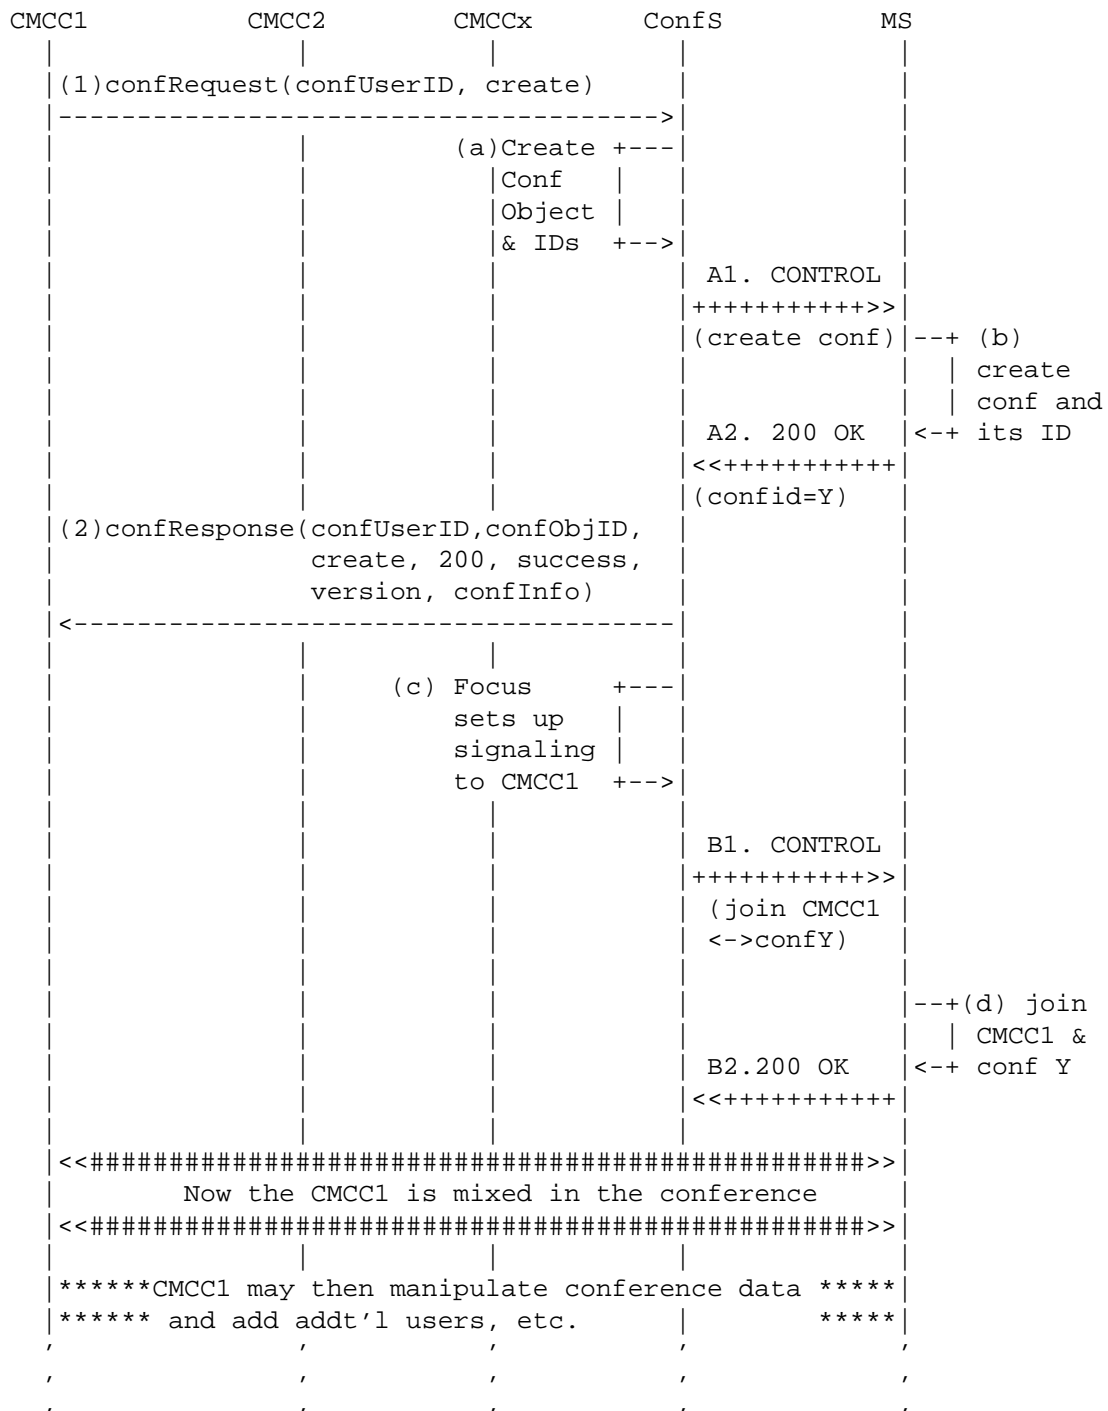 CMCC1 CMCC2 CMCCx ConfS MS
(1)confRequest(confUserID, create)
(a)Create
Conf
Object
& IDs
A1. CONTROL
(create conf) (b)
create
conf and
A2. 200 OK its ID
(confid=Y)
(2)confResponse(confUserID,confObjID,
create, 200, success,
version, confInfo)
(c) Focus
sets up
signaling
to CMCC1
B1. CONTROL
(join CMCC1
<->confY)
(d) join
CMCC1 &
B2.200 OK conf Y
<<#################################################>>
Now the CMCC1 is mixed in the conference
<<#################################################>>
******CMCC1 may then manipulate conference data *****
****** and add addt'l users, etc. *****